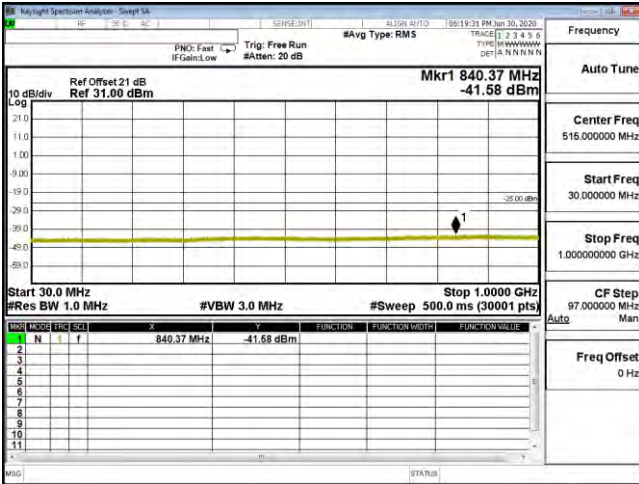 Keysight Spectrum Analyzer - Swept SA
RF 50 Ω AC SENSE:INT ALIGN AUTO 06:19:31 PM Jun 30, 2020
#Avg Type: RMS TRACE 1 2 3 4 5 6
PNO: Fast Trig: Free Run TYPE M WWWWW
IFGain:Low #Atten: 20 dB DET A N N N N N
Frequency
Mkr1 840.37 MHz
-41.58 dBm
Ref Offset 21 dB
10 dB/div Ref 31.00 dBm
Log
21.0
11.0
1.00
-9.00
-19.0
-25.00 dBm
-29.0
-39.0
1
-49.0
-59.0
Start 30.0 MHz Stop 1.0000 GHz
#Res BW 1.0 MHz #VBW 3.0 MHz #Sweep 500.0 ms (30001 pts)
MKR MODE TRC SCL X Y FUNCTION FUNCTION WIDTH FUNCTION VALUE
1 N 1 f 840.37 MHz -41.58 dBm
2
3
4
5
6
7
8
9
10
11
MSG STATUS
Auto Tune
Center Freq
515.000000 MHz
Start Freq
30.000000 MHz
Stop Freq
1.000000000 GHz
CF Step
97.000000 MHz
Auto Man
Freq Offset
0 Hz